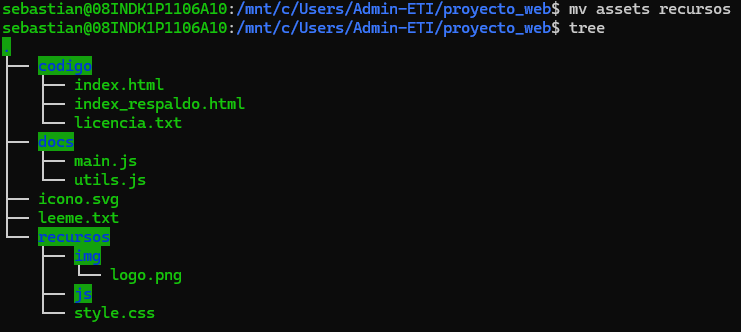 sebastian@08INDK1P1106A10:/mnt/c/Users/Admin-ETI/proyecto_web$ mv assets recursos
sebastian@08INDK1P1106A10:/mnt/c/Users/Admin-ETI/proyecto_web$ tree
.
├── codigo
│   ├── index.html
│   ├── index_respaldo.html
│   └── licencia.txt
├── docs
│   ├── main.js
│   └── utils.js
├── icono.svg
├── leeme.txt
└── recursos
    ├── img
    │   └── logo.png
    ├── js
    └── style.css